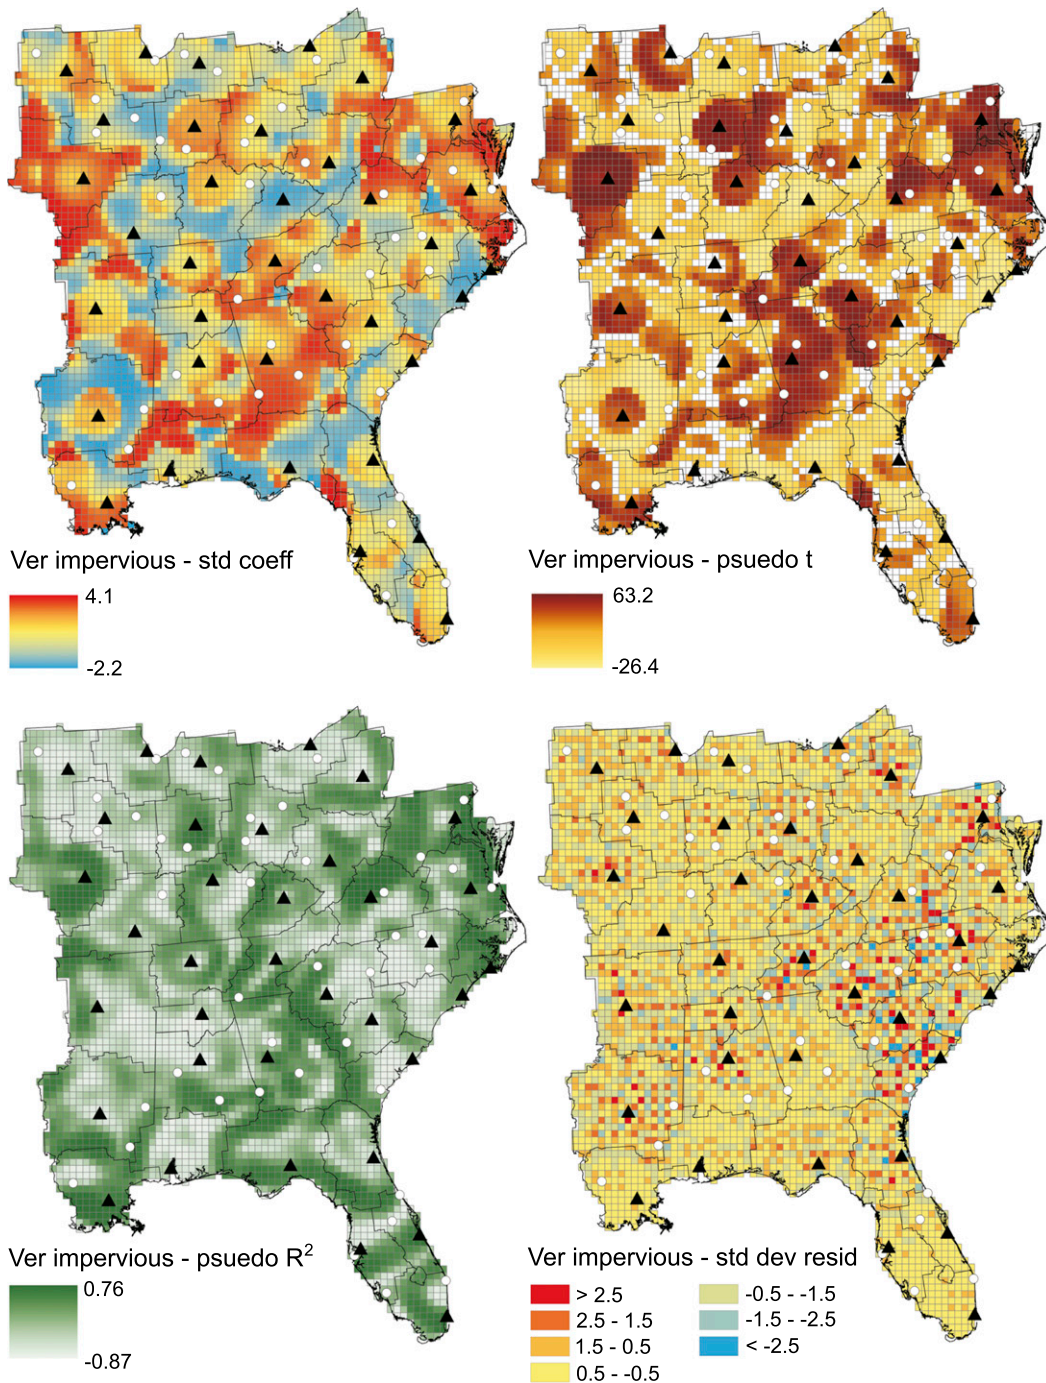 Ver impervious - std coeff
4.1
-2.2
Ver impervious - psuedo t
63.2
-26.4
Ver impervious - psuedo R²
0.76
-0.87
Ver impervious - std dev resid
> 2.5
2.5 - 1.5
1.5 - 0.5
0.5 - -0.5
-0.5 - -1.5
-1.5 - -2.5
< -2.5